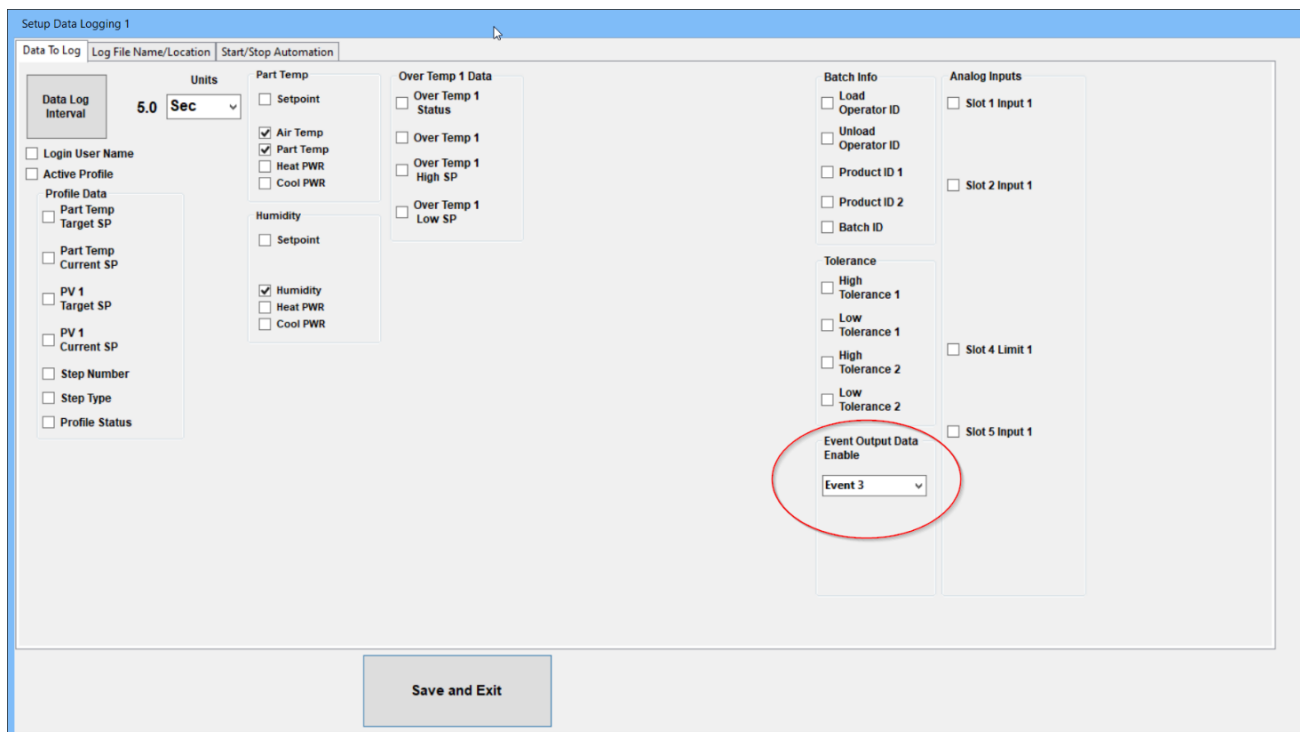 Setup Data Logging 1
Data To Log
Log File Name/Location
Start/Stop Automation
Data Log
Interval
Units
5.0
Sec
Login User Name
Active Profile
Profile Data
Part Temp
Target SP
Part Temp
Current SP
PV 1
Target SP
PV 1
Current SP
Step Number
Step Type
Profile Status
Part Temp
Setpoint
Air Temp
Part Temp
Heat PWR
Cool PWR
Humidity
Setpoint
Humidity
Heat PWR
Cool PWR
Over Temp 1 Data
Over Temp 1
Status
Over Temp 1
Over Temp 1
High SP
Over Temp 1
Low SP
Batch Info
Load
Operator ID
Unload
Operator ID
Product ID 1
Product ID 2
Batch ID
Tolerance
High
Tolerance 1
Low
Tolerance 1
High
Tolerance 2
Low
Tolerance 2
Event Output Data
Enable
Event 3
Analog Inputs
Slot 1 Input 1
Slot 2 Input 1
Slot 4 Limit 1
Slot 5 Input 1
Save and Exit